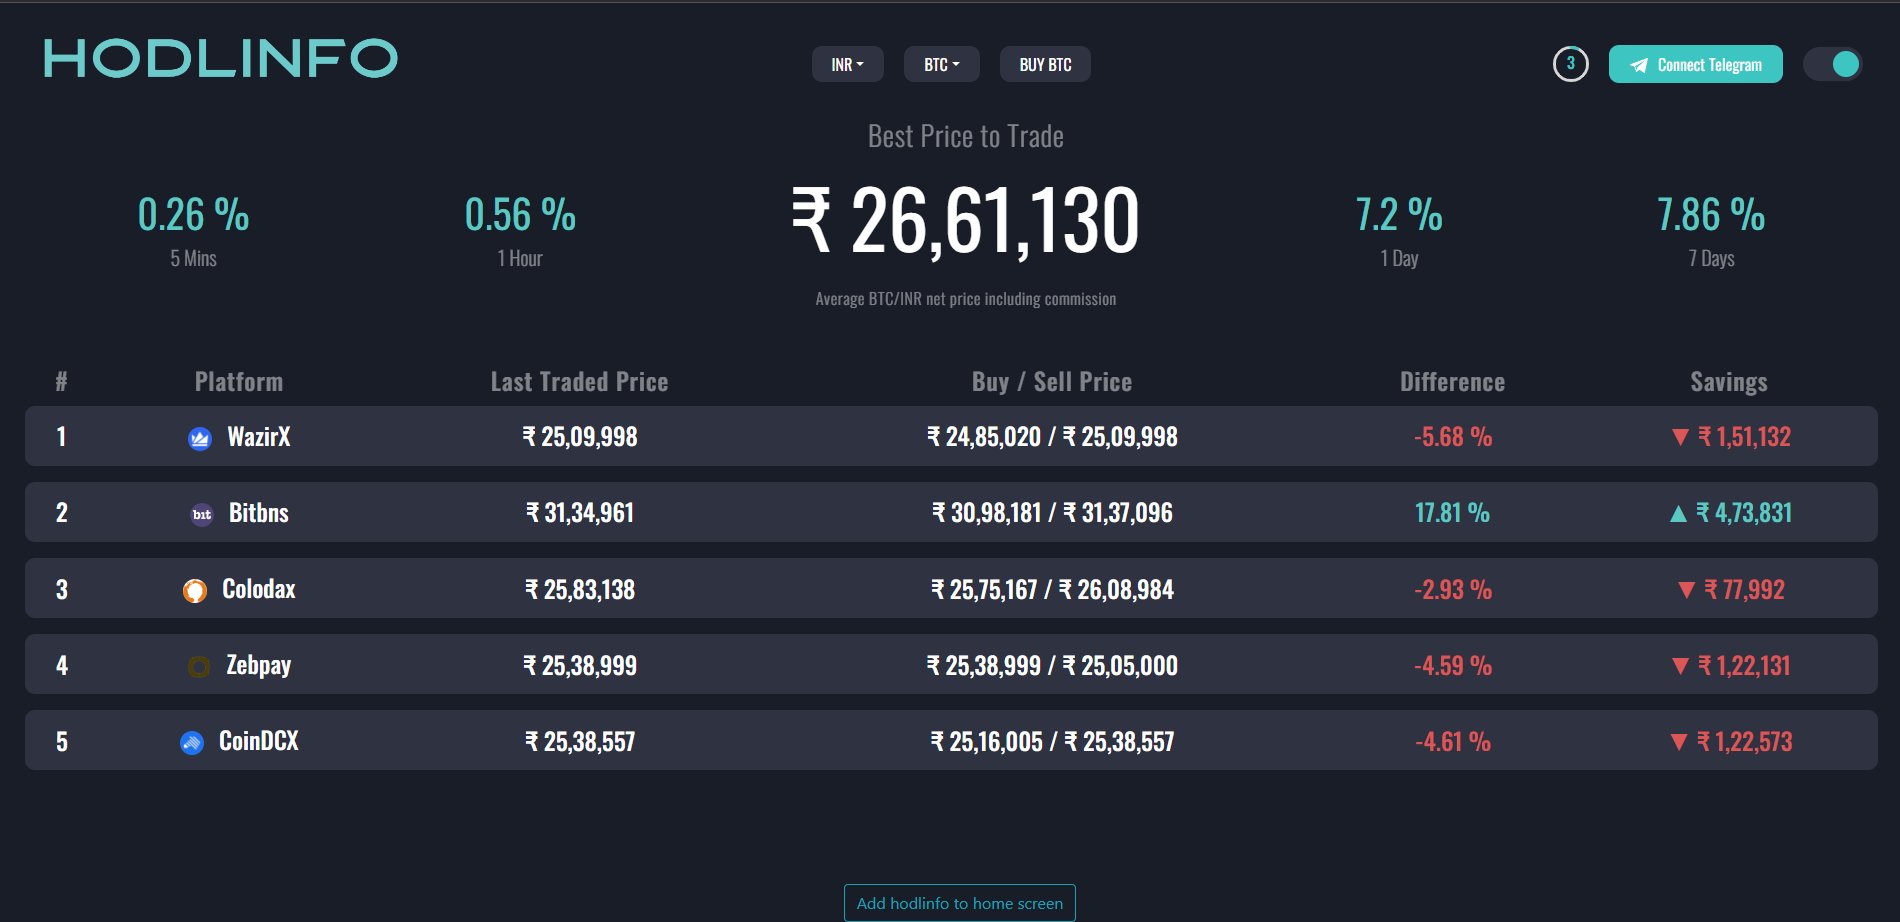 HODLINFO
INR BTC BUY BTC
3 Connect Telegram
Best Price to Trade
0.26 % 0.56 % ₹ 26,61,130 7.2 % 7.86 %
5 Mins 1 Hour 1 Day 7 Days
Average BTC/INR net price including commission
# Platform Last Traded Price Buy / Sell Price Difference Savings
1 WazirX ₹ 25,09,998 ₹ 24,85,020 / ₹ 25,09,998 -5.68 % ▼ ₹ 1,51,132
2 bit Bitbns ₹ 31,34,961 ₹ 30,98,181 / ₹ 31,37,096 17.81 % ▲ ₹ 4,73,831
3 Colodax ₹ 25,83,138 ₹ 25,75,167 / ₹ 26,08,984 -2.93 % ▼ ₹ 77,992
4 Zebpay ₹ 25,38,999 ₹ 25,38,999 / ₹ 25,05,000 -4.59 % ▼ ₹ 1,22,131
5 CoinDCX ₹ 25,38,557 ₹ 25,16,005 / ₹ 25,38,557 -4.61 % ▼ ₹ 1,22,573
Add hodlinfo to home screen